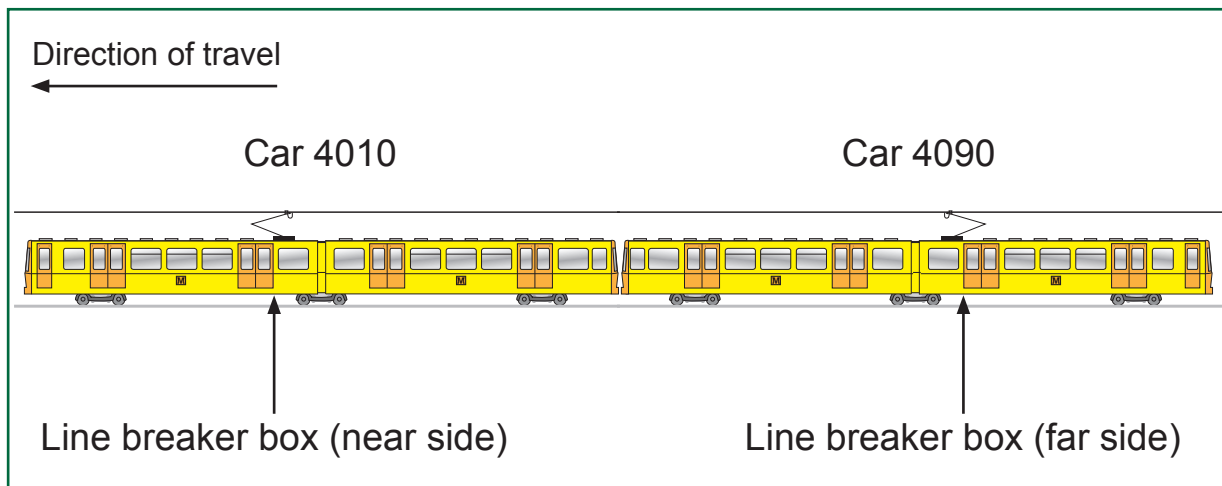 Direction of travel
Car 4010
Car 4090
M
M
M
M
Line breaker box (near side)
Line breaker box (far side)